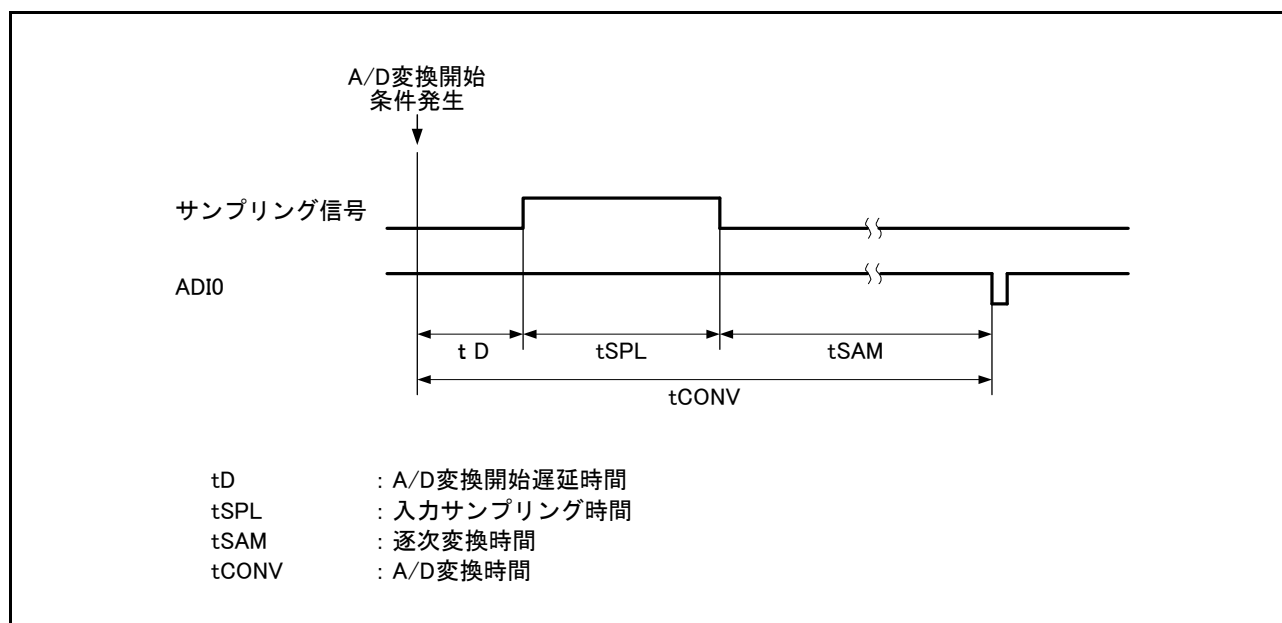 A/D変換開始
条件発生
サンプリング信号
ADI0
t D
tSPL
tSAM
tCONV
tD : A/D変換開始遅延時間
tSPL : 入力サンプリング時間
tSAM : 逐次変換時間
tCONV : A/D変換時間